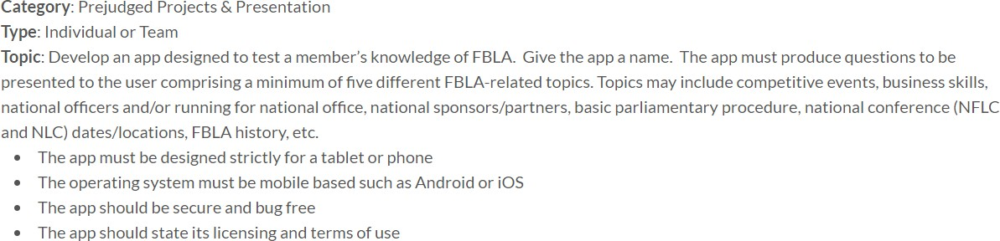 Category: Prejudged Projects & Presentation
Type: Individual or Team
Topic: Develop an app designed to test a member's knowledge of FBLA.  Give the app a name.  The app must produce questions to be
presented to the user comprising a minimum of five different FBLA-related topics. Topics may include competitive events, business skills,
national officers and/or running for national office, national sponsors/partners, basic parliamentary procedure, national conference (NFLC
and NLC) dates/locations, FBLA history, etc.
• The app must be designed strictly for a tablet or phone
• The operating system must be mobile based such as Android or iOS
• The app should be secure and bug free
• The app should state its licensing and terms of use